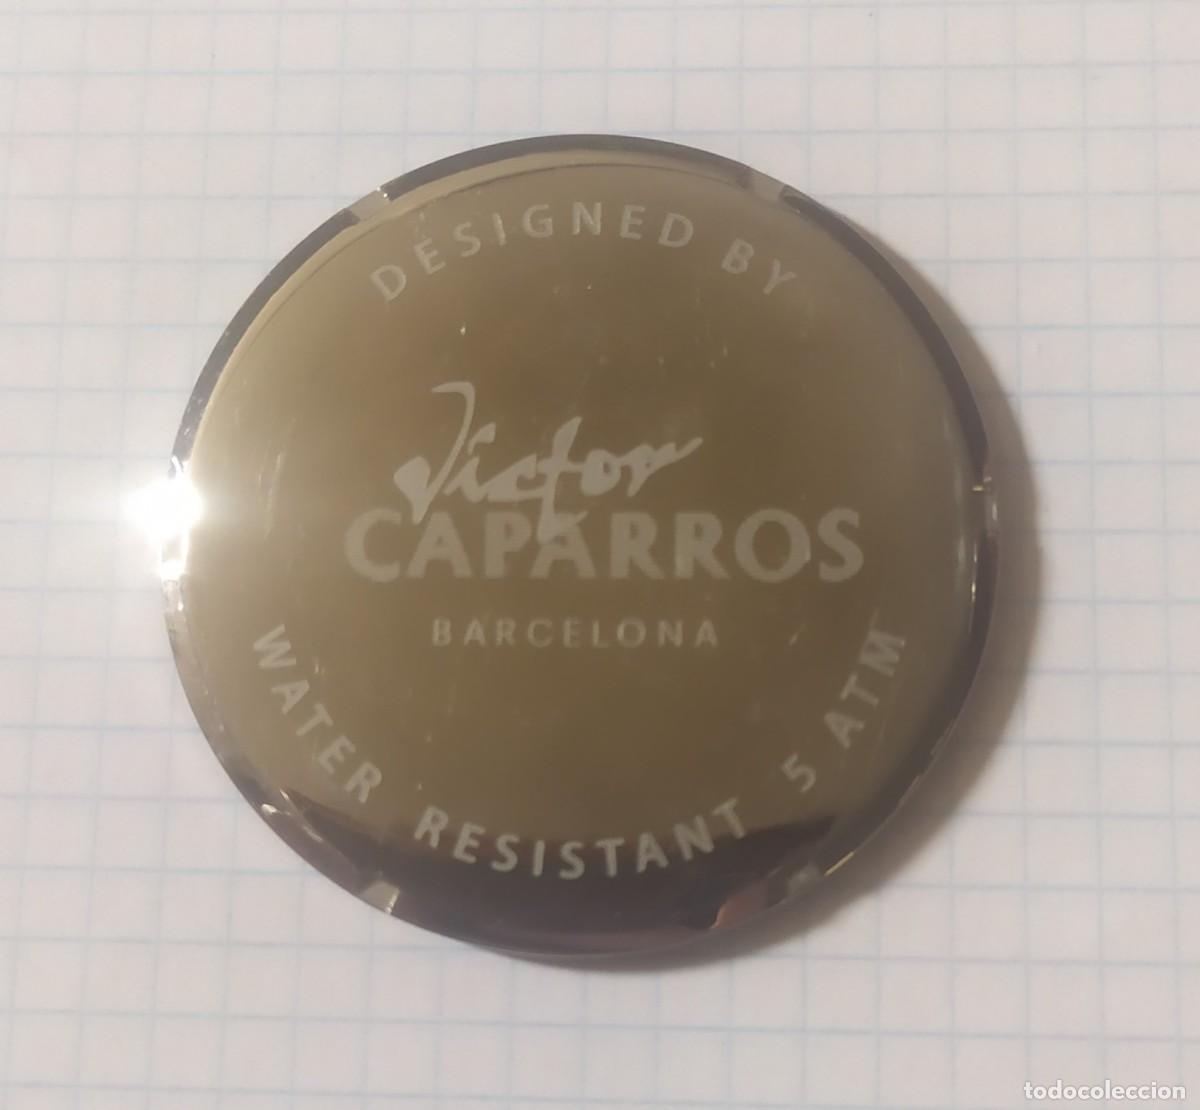 DESIGNED BY
Victor
CAPARROS
BARCELONA
WATER RESISTANT 5 ATM
todocoleccion